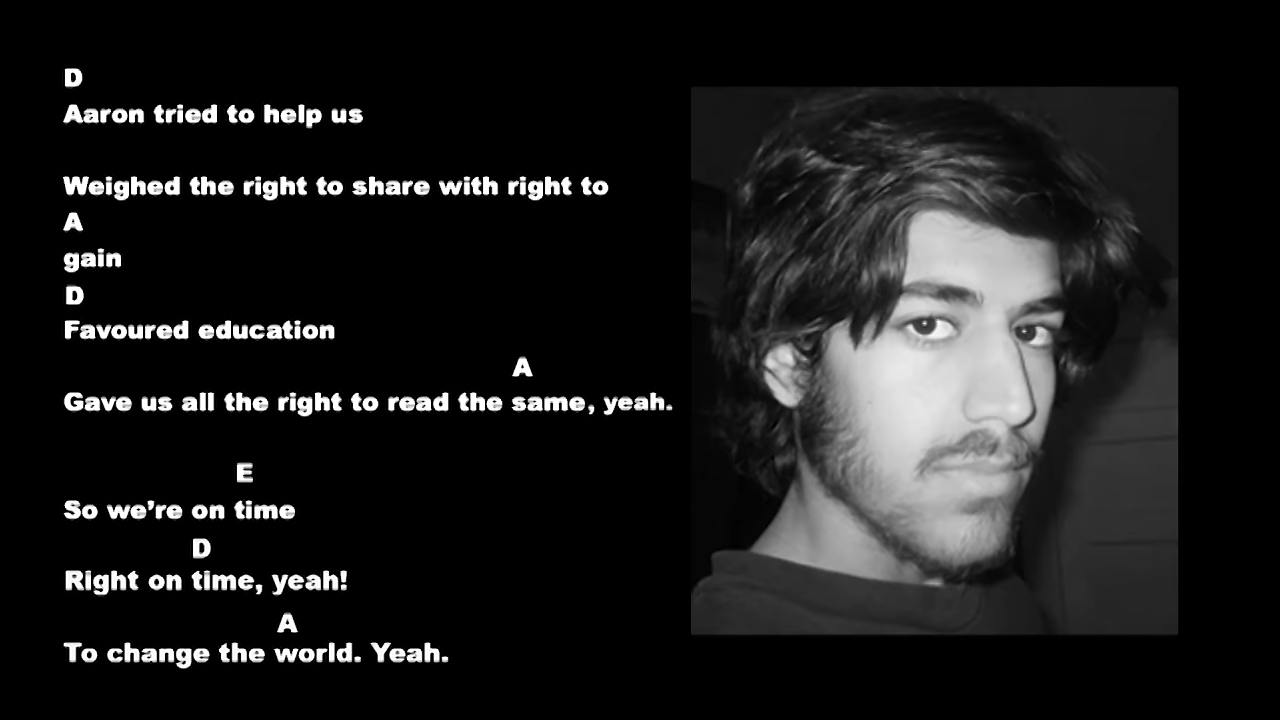 D
Aaron tried to help us
Weighed the right to share with right to
A
gain
D
Favoured education
A
Gave us all the right to read the same, yeah.
E
So we’re on time
D
Right on time, yeah!
A
To change the world. Yeah.